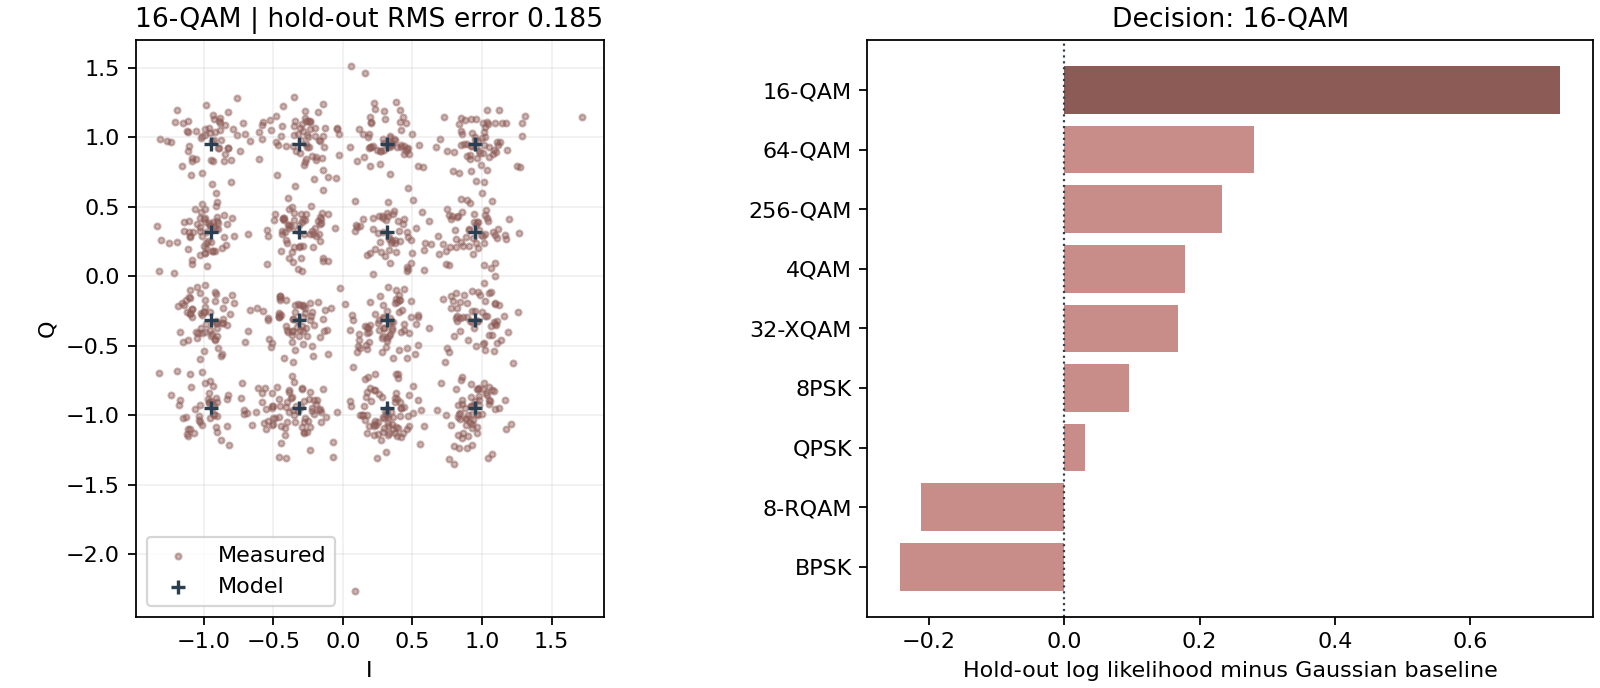 16-QAM | hold-out RMS error 0.185
1.5
1.0
0.5
0.0
−0.5
−1.0
−1.5
−2.0
Q
Measured
Model
−1.0
−0.5
0.0
0.5
1.0
1.5
I
Decision: 16-QAM
16-QAM
64-QAM
256-QAM
4QAM
32-XQAM
8PSK
QPSK
8-RQAM
BPSK
−0.2
0.0
0.2
0.4
0.6
Hold-out log likelihood minus Gaussian baseline